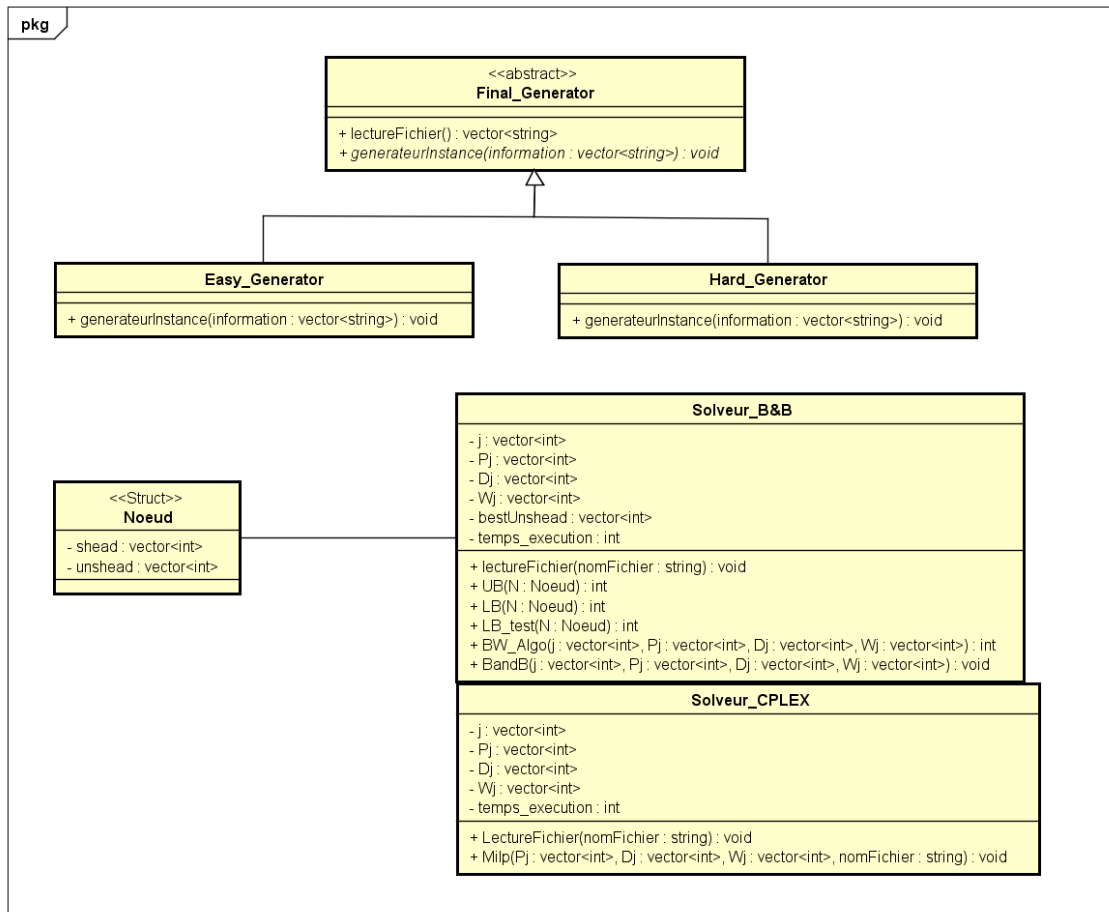 pkg
<<abstract>>
Final_Generator
+ lectureFichier() : vector<string>
+ generateurInstance(information : vector<string>) : void
Easy_Generator
+ generateurInstance(information : vector<string>) : void
Hard_Generator
+ generateurInstance(information : vector<string>) : void
<<Struct>>
Noeud
- shead : vector<int>
- unshead : vector<int>
Solveur_B&B
- j : vector<int>
- Pj : vector<int>
- Dj : vector<int>
- Wj : vector<int>
- bestUnshead : vector<int>
- temps_execution : int
+ lectureFichier(nomFichier : string) : void
+ UB(N : Noeud) : int
+ LB(N : Noeud) : int
+ LB_test(N : Noeud) : int
+ BW_Algo(j : vector<int>, Pj : vector<int>, Dj : vector<int>, Wj : vector<int>) : int
+ BandB(j : vector<int>, Pj : vector<int>, Dj : vector<int>, Wj : vector<int>) : void
Solveur_CPLEX
- j : vector<int>
- Pj : vector<int>
- Dj : vector<int>
- Wj : vector<int>
- temps_execution : int
+ LectureFichier(nomFichier : string) : void
+ Milp(Pj : vector<int>, Dj : vector<int>, Wj : vector<int>, nomFichier : string) : void